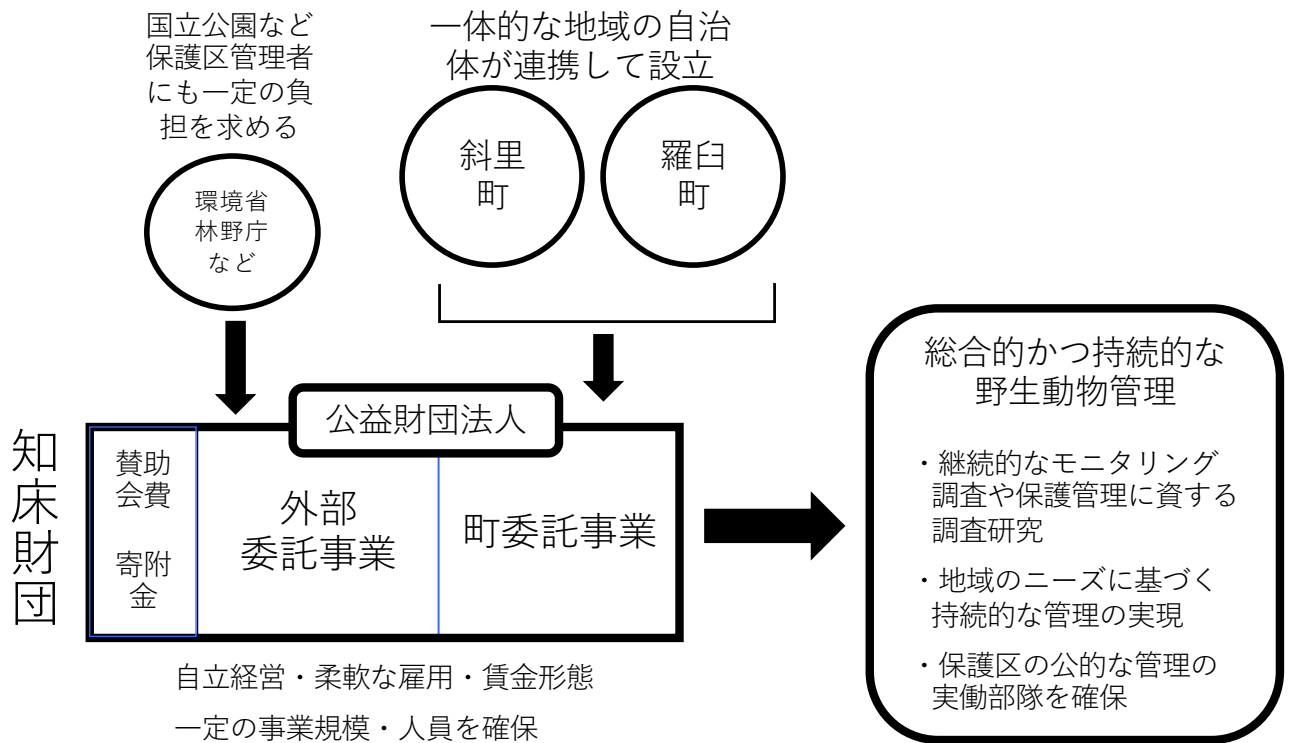 国立公園など
保護区管理者
にも一定の負
担を求める
一体的な地域の自治
体が連携して設立
環境省
林野庁
など
斜里
町
羅臼
町
公益財団法人
知床財団
賛助
会費
寄附
金
外部
委託事業
町委託事業
自立経営・柔軟な雇用・賃金形態
一定の事業規模・人員を確保
総合的かつ持続的な
野生動物管理
・継続的なモニタリング
調査や保護管理に資する
調査研究
・地域のニーズに基づく
持続的な管理の実現
・保護区の公的な管理の
実働部隊を確保